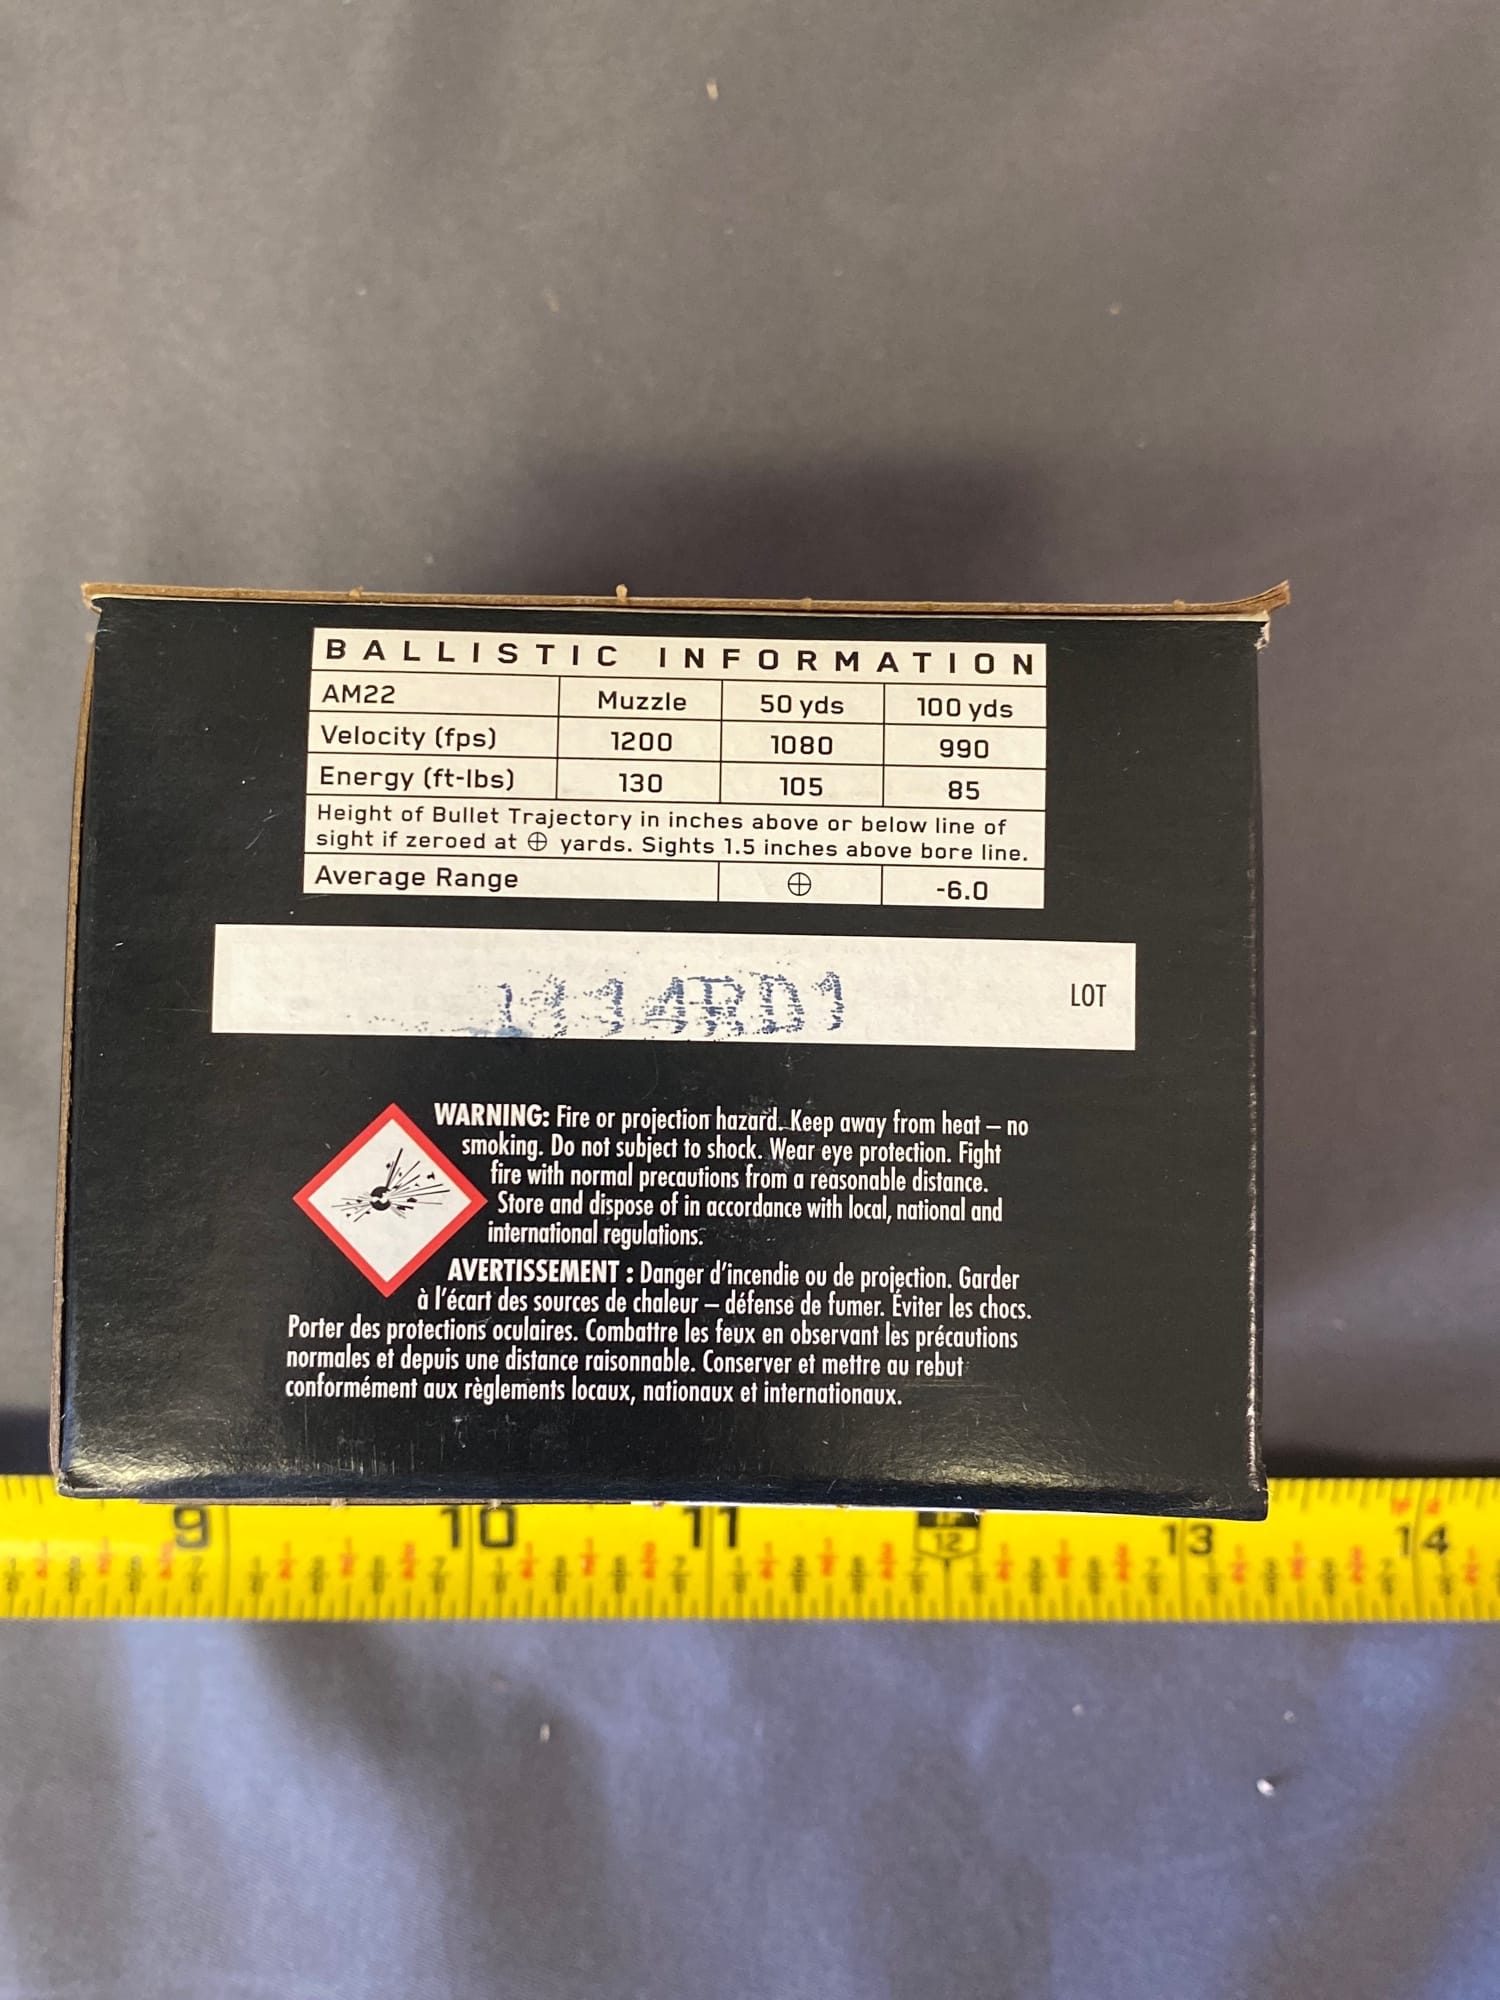 BALLISTIC INFORMATION
AM22 Muzzle 50 yds 100 yds
Velocity (fps) 1200 1080 990
Energy (ft-lbs) 130 105 85
Height of Bullet Trajectory in inches above or below line of
sight if zeroed at ⊕ yards. Sights 1.5 inches above bore line.
Average Range ⊕ -6.0
LOT
WARNING: Fire or projection hazard. Keep away from heat – no
smoking. Do not subject to shock. Wear eye protection. Fight
fire with normal precautions from a reasonable distance.
Store and dispose of in accordance with local, national and
international regulations.
AVERTISSEMENT : Danger d'incendie ou de projection. Garder
à l'écart des sources de chaleur – défense de fumer. Éviter les chocs.
Porter des protections oculaires. Combattre les feux en observant les précautions
normales et depuis une distance raisonnable. Conserver et mettre au rebut
conformément aux règlements locaux, nationaux et internationaux.
9 10 11 12 13 14